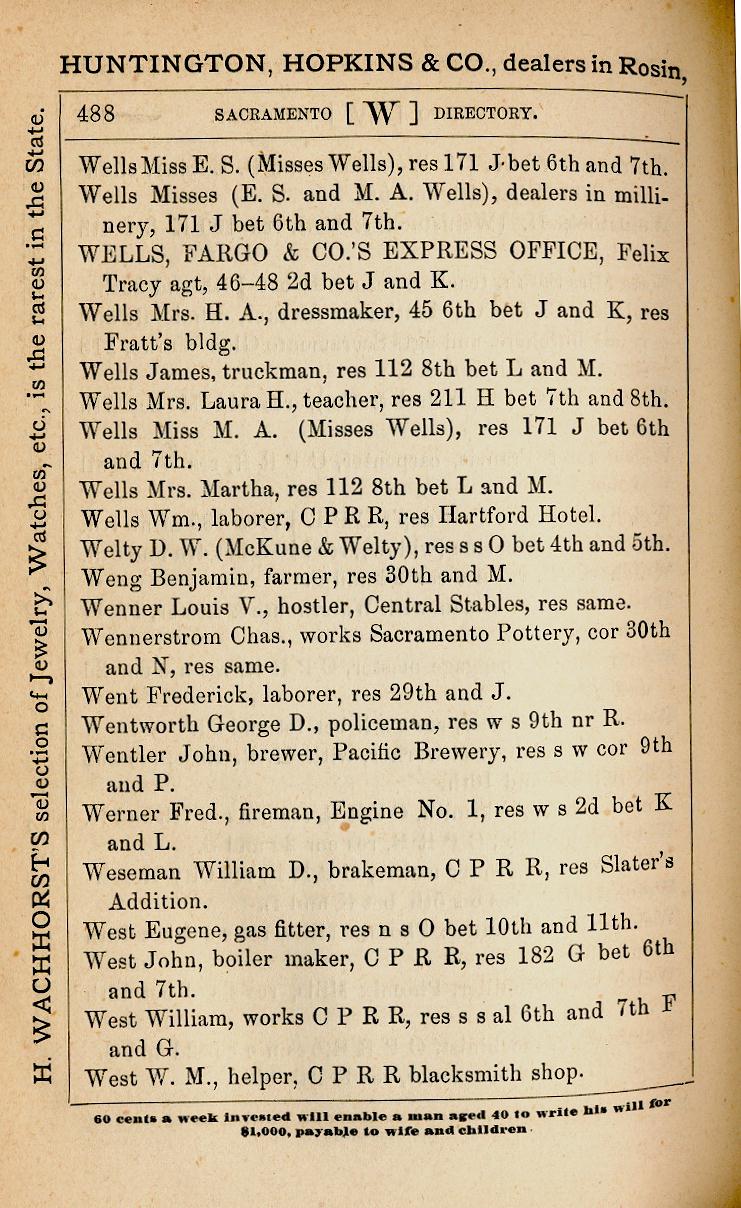 HUNTINGTON, HOPKINS & CO., dealers in Rosin,
488 SACRAMENTO [ W ] DIRECTORY.
Wells Miss E. S. (Misses Wells), res 171 J bet 6th and 7th.
Wells Misses (E. S. and M. A. Wells), dealers in milli-
nery, 171 J bet 6th and 7th.
WELLS, FARGO & CO.'S EXPRESS OFFICE, Felix
Tracy agt, 46–48 2d bet J and K.
Wells Mrs. H. A., dressmaker, 45 6th bet J and K, res
Fratt's bldg.
Wells James, truckman, res 112 8th bet L and M.
Wells Mrs. Laura H., teacher, res 211 H bet 7th and 8th.
Wells Miss M. A. (Misses Wells), res 171 J bet 6th
and 7th.
Wells Mrs. Martha, res 112 8th bet L and M.
Wells Wm., laborer, C P R R, res Hartford Hotel.
Welty D. W. (McKune & Welty), res s s O bet 4th and 5th.
Weng Benjamin, farmer, res 30th and M.
Wenner Louis V., hostler, Central Stables, res same.
Wennerstrom Chas., works Sacramento Pottery, cor 30th
and N, res same.
Went Frederick, laborer, res 29th and J.
Wentworth George D., policeman, res w s 9th nr R.
Wentler John, brewer, Pacific Brewery, res s w cor 9th
and P.
Werner Fred., fireman, Engine No. 1, res w s 2d bet K
and L.
Weseman William D., brakeman, C P R R, res Slater's
Addition.
West Eugene, gas fitter, res n s O bet 10th and 11th.
West John, boiler maker, C P R R, res 182 G bet 6th
and 7th.
West William, works C P R R, res s s al 6th and 7th F
and G.
West W. M., helper, C P R R blacksmith shop.
60 cents a week invested will enable a man aged 40 to write his will for
$1,000, payable to wife and children
H. WACHHORST'S selection of Jewelry, Watches, etc., is the rarest in the State.